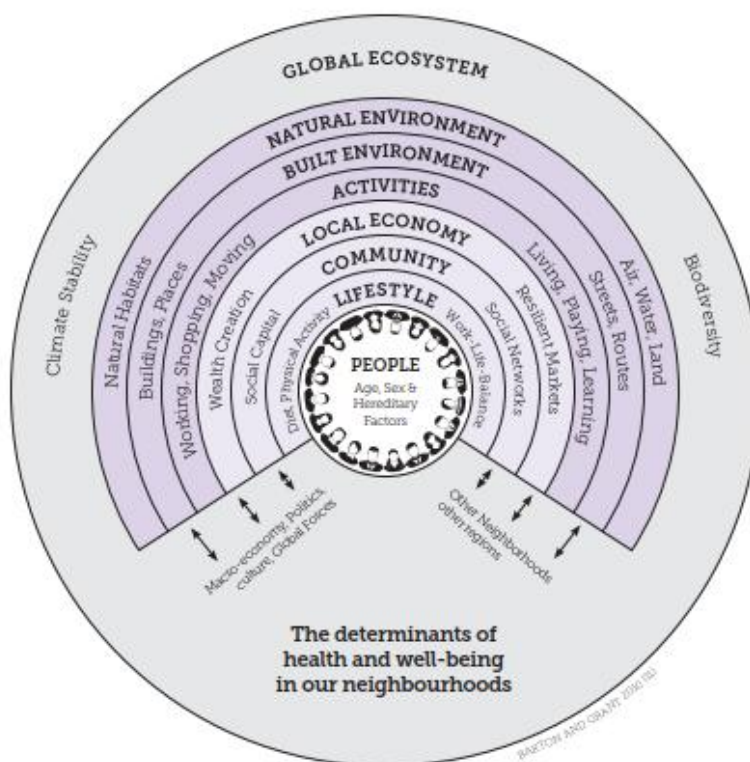 GLOBAL ECOSYSTEM
NATURAL ENVIRONMENT
BUILT ENVIRONMENT
ACTIVITIES
LOCAL ECONOMY
COMMUNITY
LIFESTYLE
Climate Stability
Natural Habitats
Buildings, Places
Working, Shopping, Moving
Wealth Creation
Social Capital
Diet, Physical Activity
PEOPLE
Age, Sex &
Hereditary
Factors
Work-Life-Balance
Social Networks
Resilient Markets
Living, Playing, Learning
Streets, Routes
Air, Water, Land
Biodiversity
Macro-economy, Politics,
culture, Global Forces
Other Neighborhoods
other regions
The determinants of
health and well-being
in our neighbourhoods
BARTON AND GRANT 2010